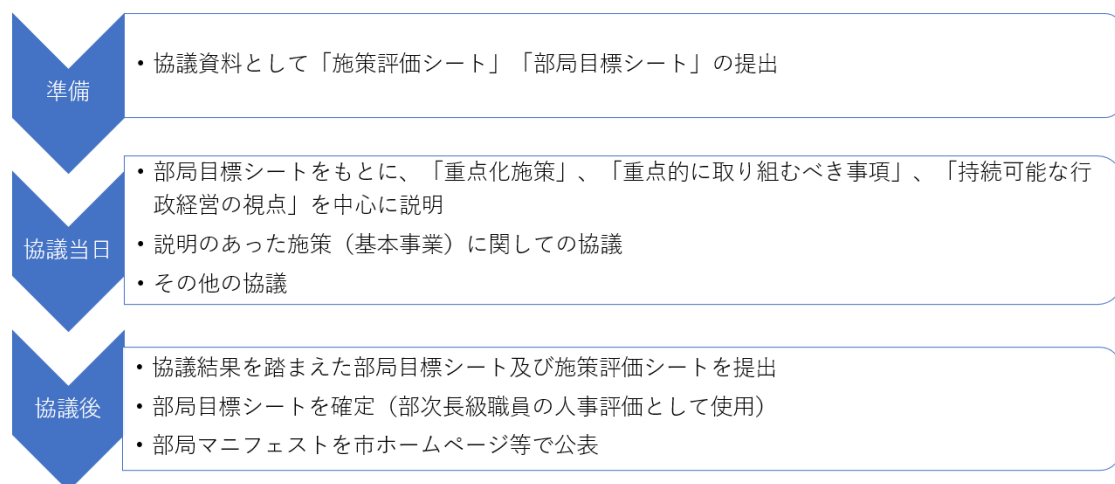 準備
・協議資料として「施策評価シート」「部局目標シート」の提出
協議当日
・部局目標シートをもとに、「重点化施策」、「重点的に取り組むべき事項」、「持続可能な行
政経営の視点」を中心に説明
・説明のあった施策（基本事業）に関しての協議
・その他の協議
協議後
・協議結果を踏まえた部局目標シート及び施策評価シートを提出
・部局目標シートを確定（部次長級職員の人事評価として使用）
・部局マニフェストを市ホームページ等で公表